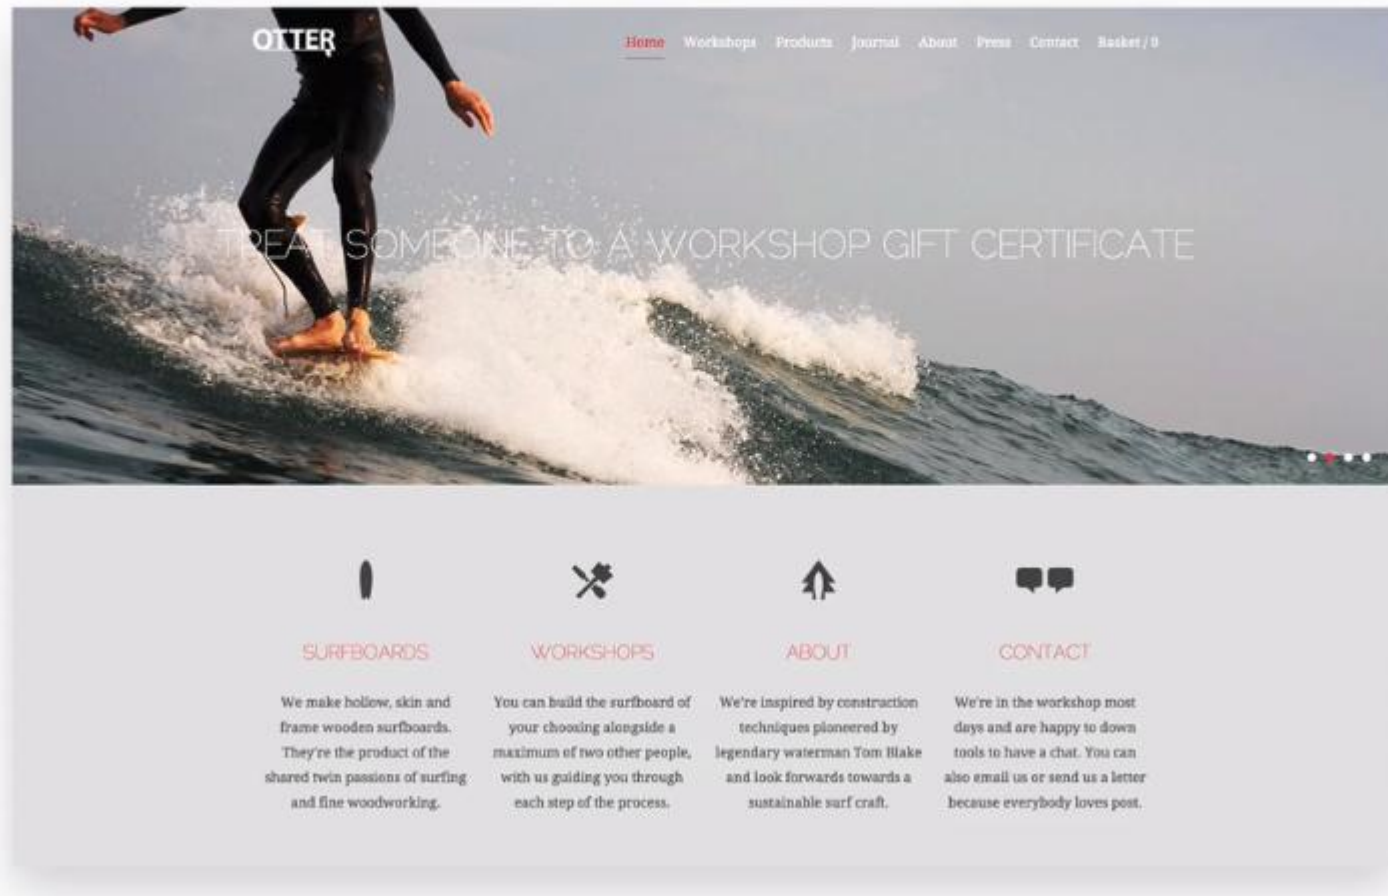 OTTER
Home Workshops Products Journal About Press Contact Basket / 0
TREAT SOMEONE TO A WORKSHOP GIFT CERTIFICATE
SURFBOARDS
We make hollow, skin and
frame wooden surfboards.
They're the product of the
shared twin passions of surfing
and fine woodworking.
WORKSHOPS
You can build the surfboard of
your choosing alongside a
maximum of two other people,
with us guiding you through
each step of the process.
ABOUT
We're inspired by construction
techniques pioneered by
legendary waterman Tom Blake
and look forwards towards a
sustainable surf craft.
CONTACT
We're in the workshop most
days and are happy to down
tools to have a chat. You can
also email us or send us a letter
because everybody loves post.